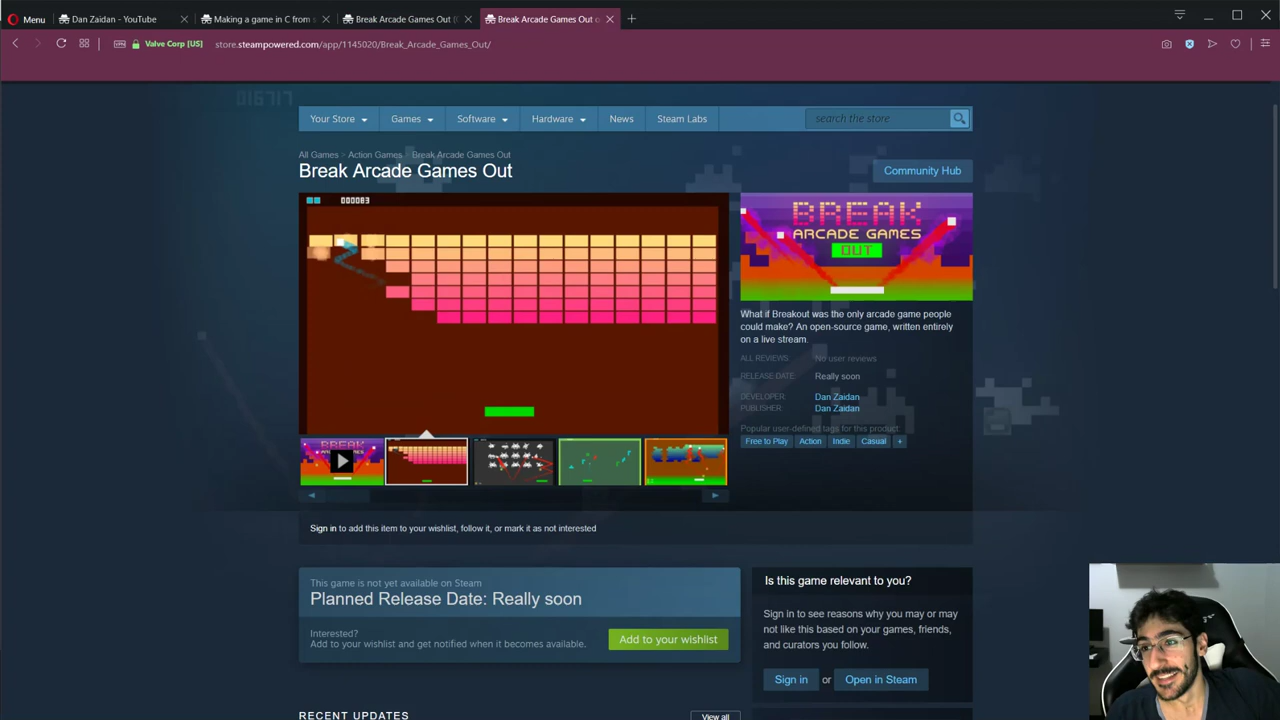 Menu
Dan Zaidan - YouTube
Making a game in C from s
Break Arcade Games Out (
Break Arcade Games Out o
VPN
Valve Corp [US]
store.steampowered.com/app/1145020/Break_Arcade_Games_Out/
016717
Your Store
Games
Software
Hardware
News
Steam Labs
search the store
All Games > Action Games > Break Arcade Games Out
Break Arcade Games Out
Community Hub
BREAK
ARCADE GAMES
OUT
What if Breakout was the only arcade game people
could make? An open-source game, written entirely
on a live stream.
ALL REVIEWS:
No user reviews
RELEASE DATE:
Really soon
DEVELOPER:
Dan Zaidan
PUBLISHER:
Dan Zaidan
Popular user-defined tags for this product:
Free to Play
Action
Indie
Casual
+
BREAK
Sign in to add this item to your wishlist, follow it, or mark it as not interested
This game is not yet available on Steam
Planned Release Date: Really soon
Interested?
Add to your wishlist and get notified when it becomes available.
Add to your wishlist
Is this game relevant to you?
Sign in to see reasons why you may or may
not like this based on your games, friends,
and curators you follow.
Sign in
or
Open in Steam
RECENT UPDATES
View all